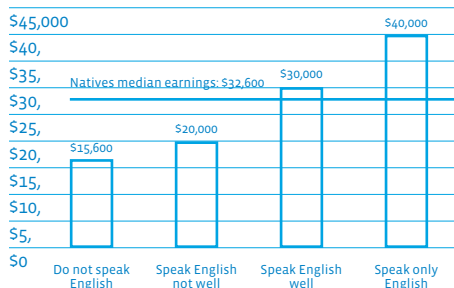 $45,000
$40,
$40,000
$35,
$30,000
Natives median earnings: $32,600
$30,
$25,
$20,000
$20,
$15,600
$15,
$10,
$5,
$0
Do not speak
English
Speak English
not well
Speak English
well
Speak only
English